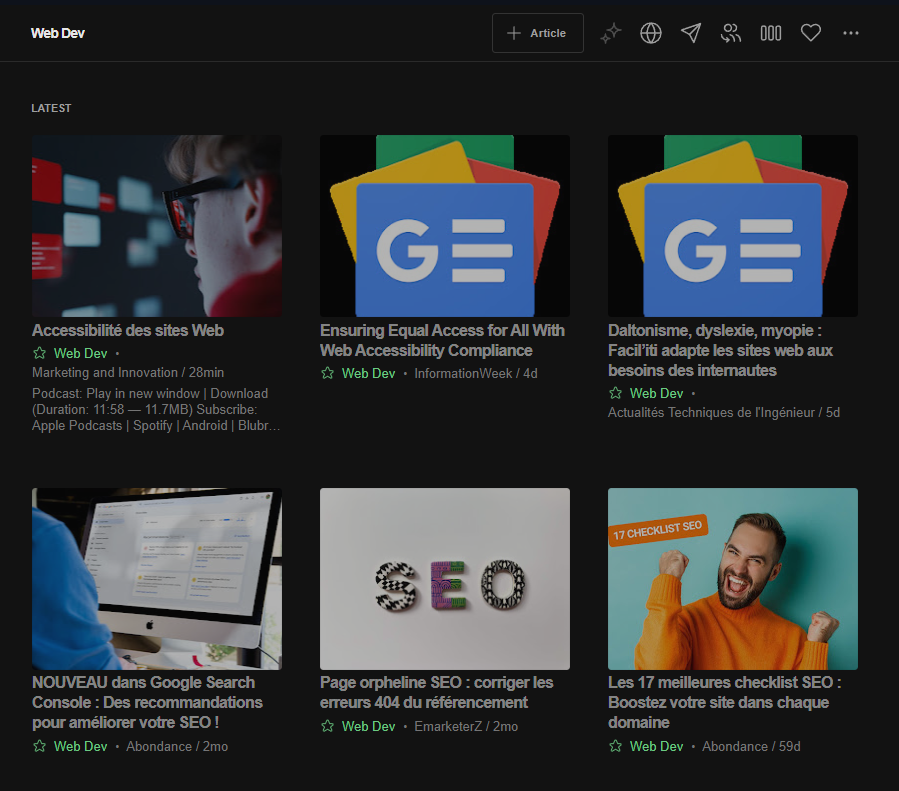 Web Dev
Article
LATEST
Accessibilité des sites Web
Web Dev •
Marketing and Innovation / 28min
Podcast: Play in new window | Download
(Duration: 11:58 — 11.7MB) Subscribe:
Apple Podcasts | Spotify | Android | Blubr…
GE
Ensuring Equal Access for All With
Web Accessibility Compliance
Web Dev • InformationWeek / 4d
GE
Daltonisme, dyslexie, myopie :
Facil’iti adapte les sites web aux
besoins des internautes
Web Dev •
Actualités Techniques de l'Ingénieur / 5d
NOUVEAU dans Google Search
Console : Des recommandations
pour améliorer votre SEO !
Web Dev • Abondance / 2mo
SEO
Page orpheline SEO : corriger les
erreurs 404 du référencement
Web Dev • EmarketerZ / 2mo
17 CHECKLIST SEO
Les 17 meilleures checklist SEO :
Boostez votre site dans chaque
domaine
Web Dev • Abondance / 59d